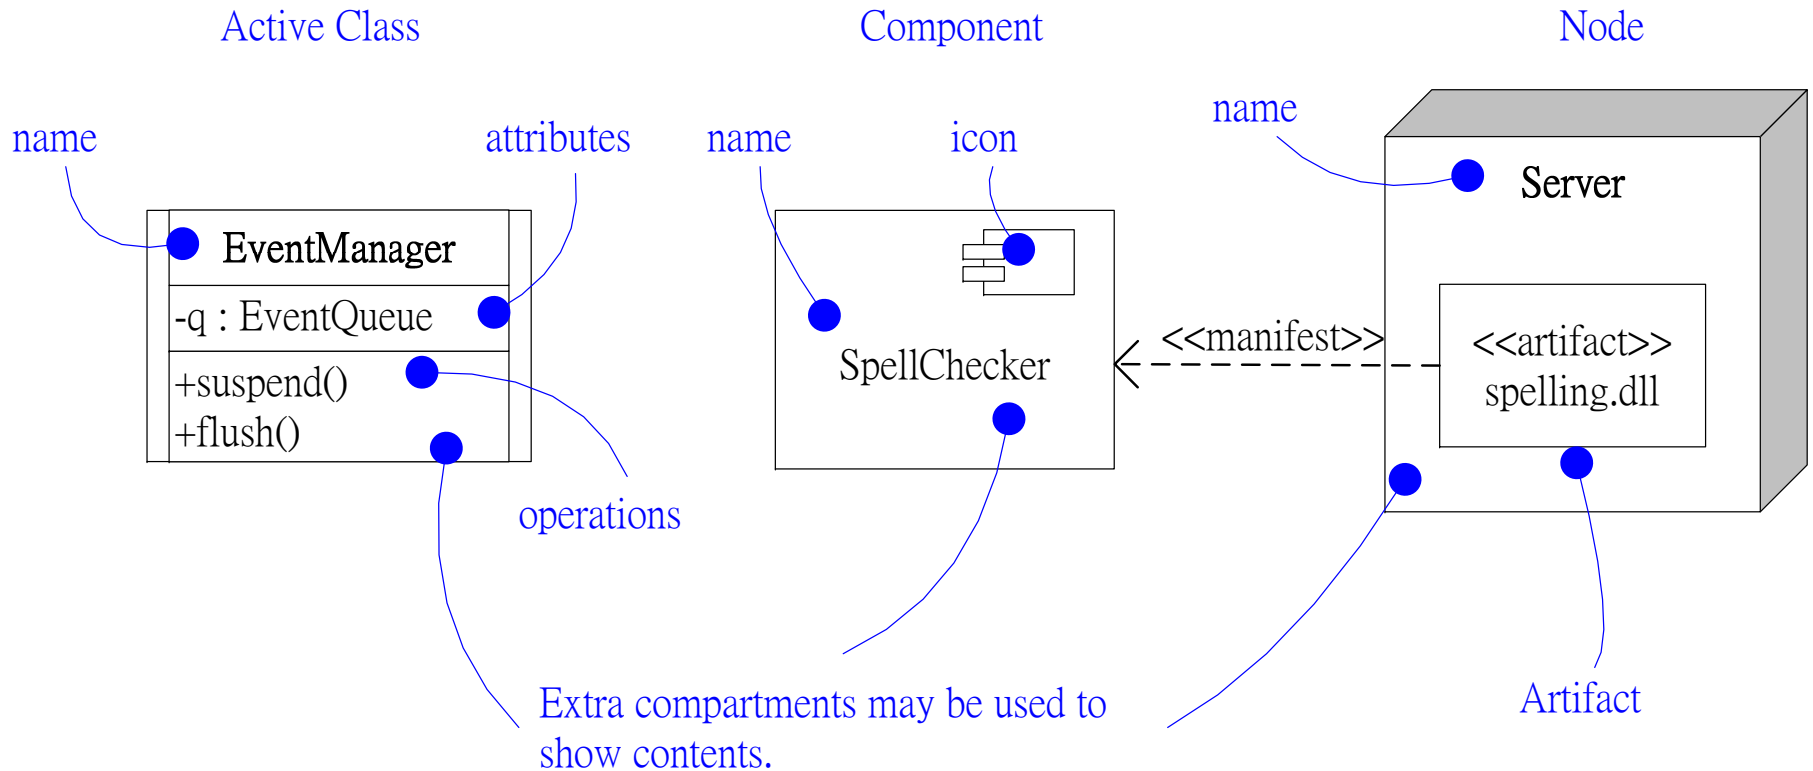 Active Class
Component
Node
name
attributes
name
icon
name
EventManager
-q : EventQueue
+suspend()
+flush()
operations
SpellChecker
<<manifest>>
Server
<<artifact>>
spelling.dll
Extra compartments may be used to
show contents.
Artifact